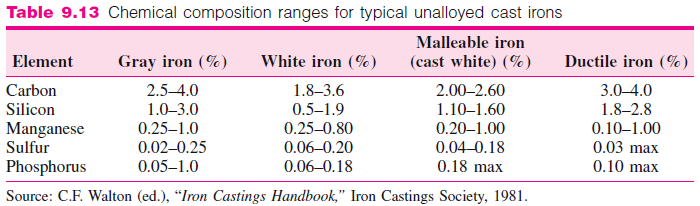 Table 9.13 Chemical composition ranges for typical unalloyed cast irons
Malleable iron
Element Gray iron (%) White iron (%) (cast white) (%) Ductile iron (%)
Carbon 2.5–4.0 1.8–3.6 2.00–2.60 3.0–4.0
Silicon 1.0–3.0 0.5–1.9 1.10–1.60 1.8–2.8
Manganese 0.25–1.0 0.25–0.80 0.20–1.00 0.10–1.00
Sulfur 0.02–0.25 0.06–0.20 0.04–0.18 0.03 max
Phosphorus 0.05–1.0 0.06–0.18 0.18 max 0.10 max
Source: C.F. Walton (ed.), “Iron Castings Handbook,” Iron Castings Society, 1981.